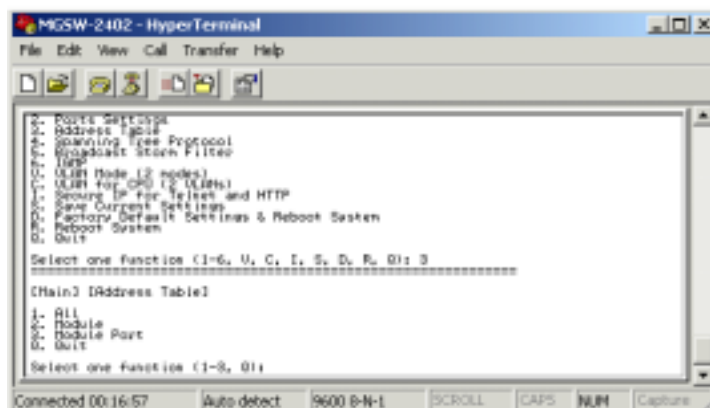 MGSW-2402 - HyperTerminal
File Edit View Call Transfer Help
2. Ports Settings
3. Address Table
4. Spanning Tree Protocol
5. Broadcast Storm Filter
6. IGMP
V. VLAN Mode (2 modes)
C. VLAN for CPU (2 VLANs)
I. Secure IP for Telnet and HTTP
S. Save Current Settings
D. Factory Default Settings & Reboot System
R. Reboot System
Q. Quit
Select one function (1-6, V, C, I, S, D, R, Q): 3
===========================================================
[Main] [Address Table]
1. All
2. Module
3. Module Port
Q. Quit
Select one function (1-3, Q):
Connected 00:16:57 Auto detect 9600 8-N-1 SCROLL CAPS NUM Capture